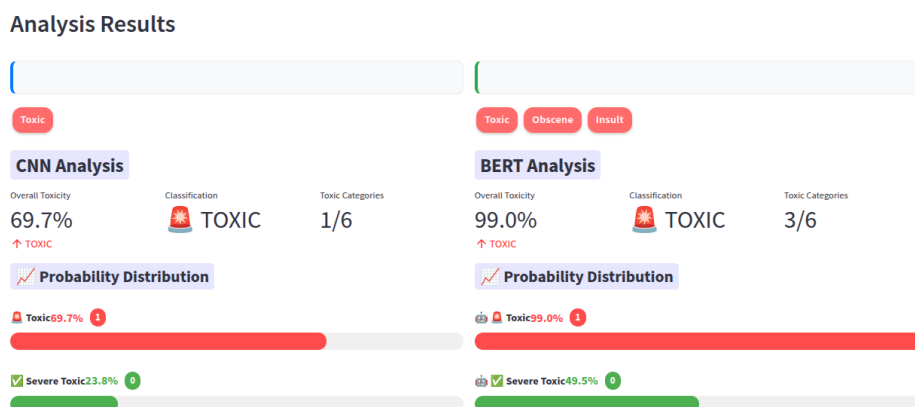 Analysis Results
Toxic
CNN Analysis
Overall Toxicity Classification Toxic Categories
69.7% 🚨 TOXIC 1/6
↑ TOXIC
📈 Probability Distribution
🚨 Toxic69.7% 1
✅ Severe Toxic23.8% 0
Toxic Obscene Insult
BERT Analysis
Overall Toxicity Classification Toxic Categories
99.0% 🚨 TOXIC 3/6
↑ TOXIC
📈 Probability Distribution
🤖 🚨 Toxic99.0% 1
🤖 ✅ Severe Toxic49.5% 0